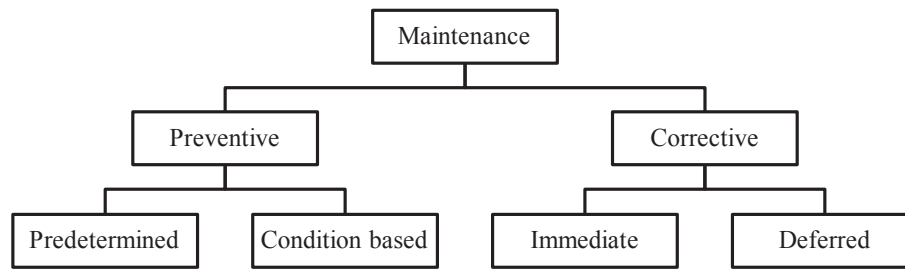 Maintenance
Preventive
Corrective
Predetermined
Condition based
Immediate
Deferred